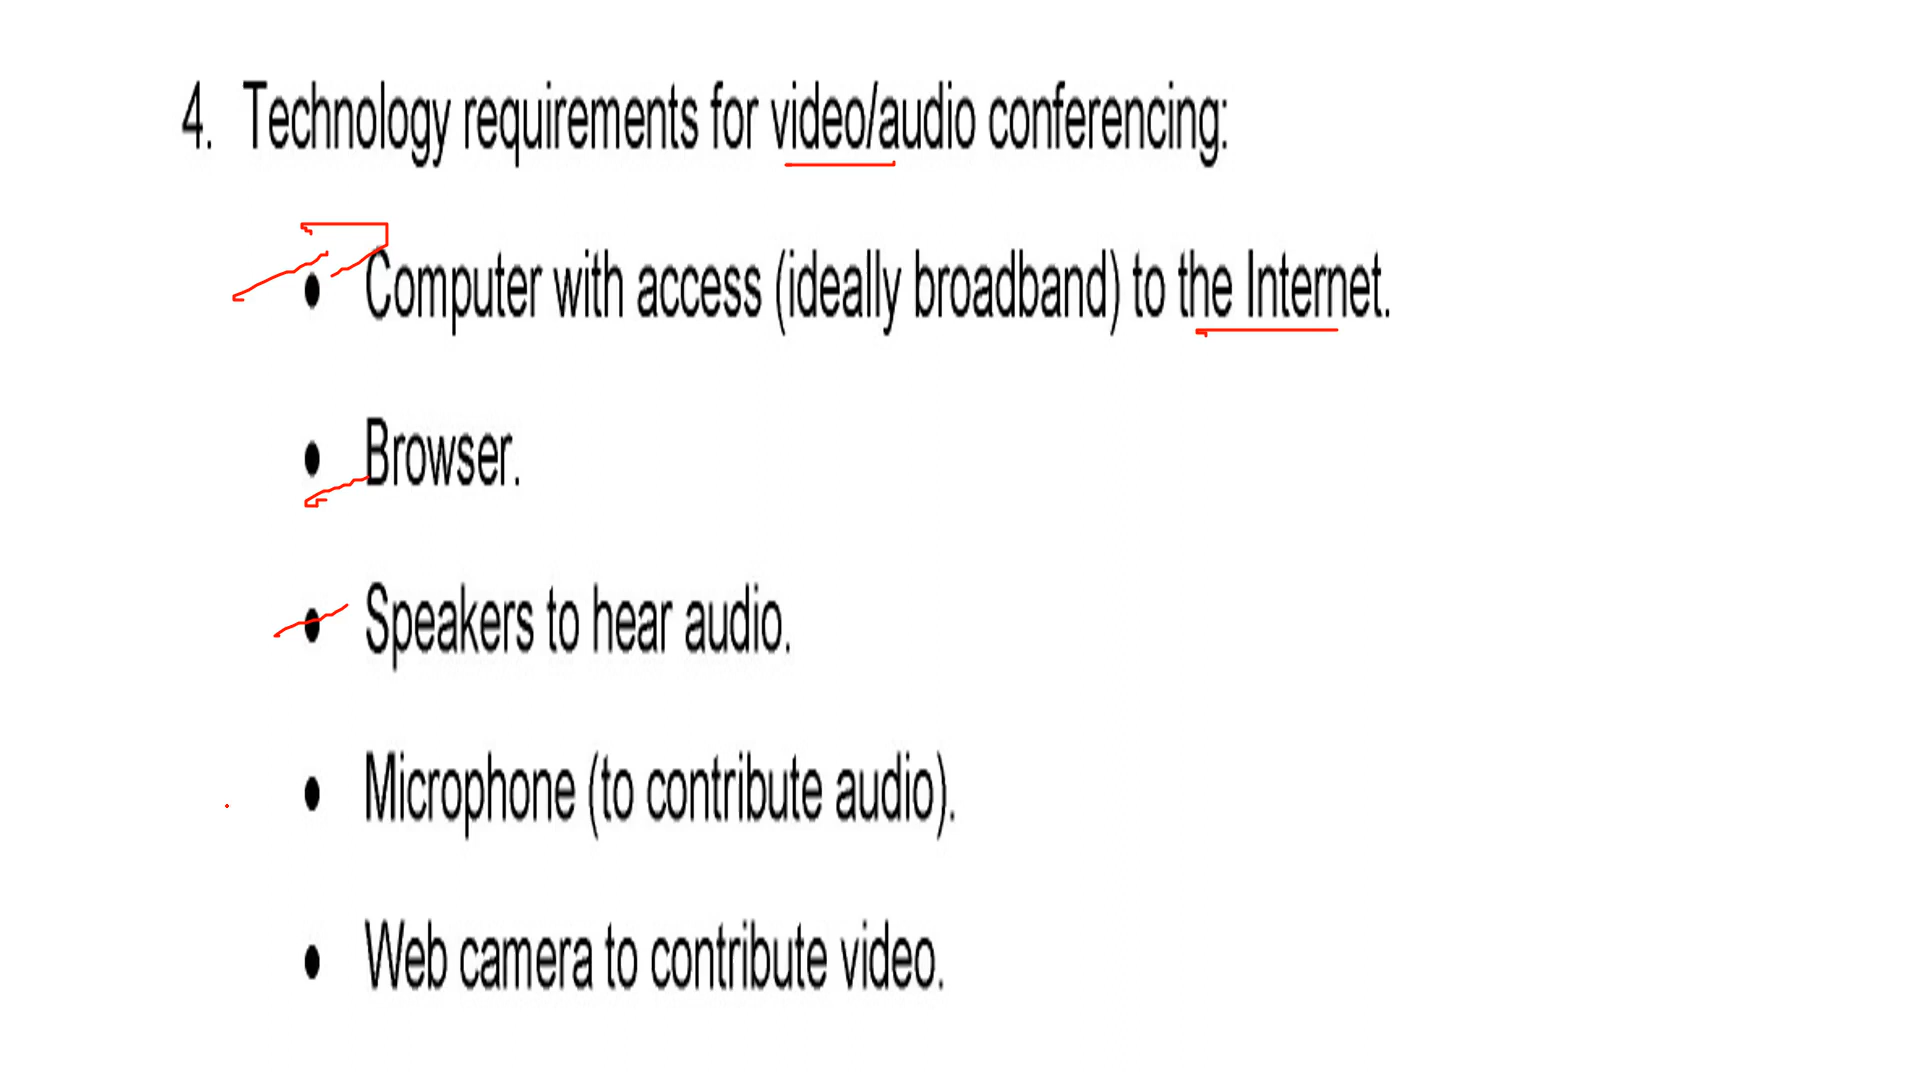 4. Technology requirements for video/audio conferencing:
• Computer with access (ideally broadband) to the Internet.
• Browser.
• Speakers to hear audio.
• Microphone (to contribute audio).
• Web camera to contribute video.